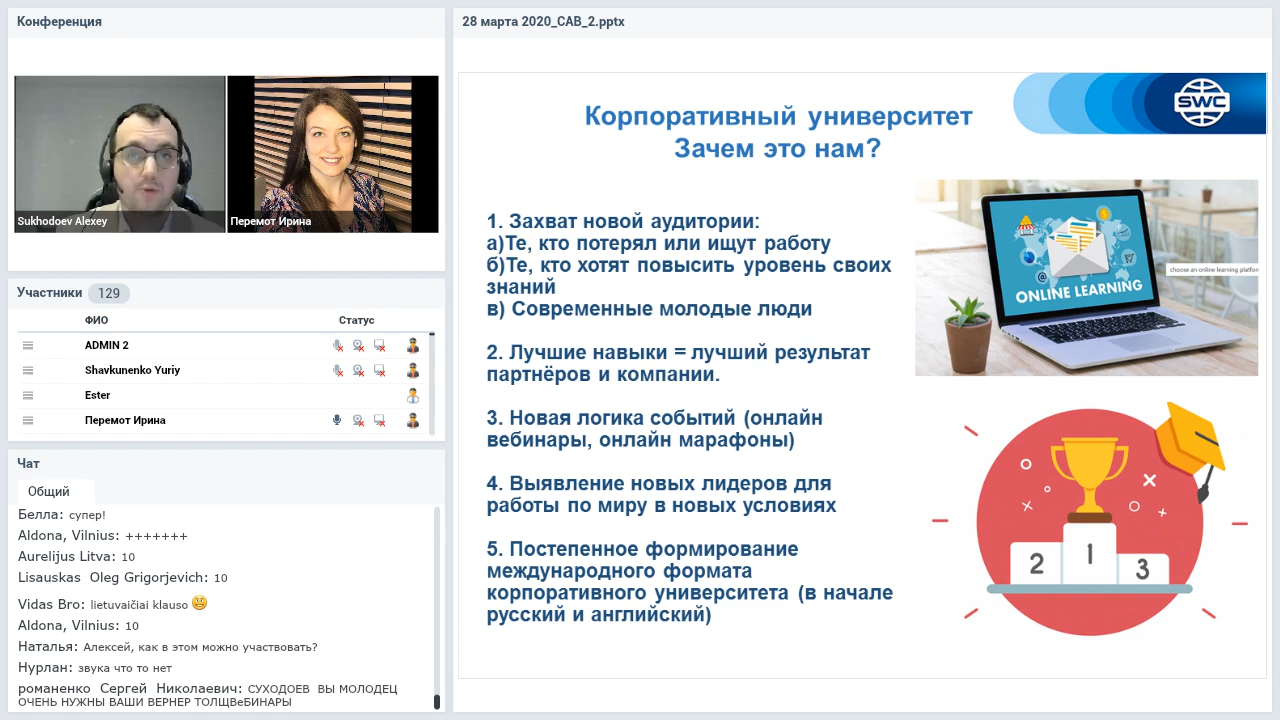 Конференция
Sukhodoev Alexey
Перемот Ирина
Участники 129
ФИО Статус
ADMIN 2
Shavkunenko Yuriy
Ester
Перемот Ирина
Чат
Общий
Белла: супер!
Aldona, Vilnius: +++++++
Aurelijus Litva: 10
Lisauskas Oleg Grigorjevich: 10
Vidas Bro: lietuvaičiai klauso
Aldona, Vilnius: 10
Наталья: Алексей, как в этом можно участвовать?
Нурлан: звука что то нет
романенко Сергей Николаевич: СУХОДОЕВ ВЫ МОЛОДЕЦ
ОЧЕНЬ НУЖНЫ ВАШИ ВЕРНЕР ТОЛЩВеБИНАРЫ
28 марта 2020_CAB_2.pptx
SWC
Корпоративный университет
Зачем это нам?
1. Захват новой аудитории:
а)Те, кто потерял или ищут работу
б)Те, кто хотят повысить уровень своих
знаний
в) Современные молодые люди
2. Лучшие навыки = лучший результат
партнёров и компании.
3. Новая логика событий (онлайн
вебинары, онлайн марафоны)
4. Выявление новых лидеров для
работы по миру в новых условиях
5. Постепенное формирование
международного формата
корпоративного университета (в начале
русский и английский)
ONLINE LEARNING
choose an online learning platfor
2 1 3